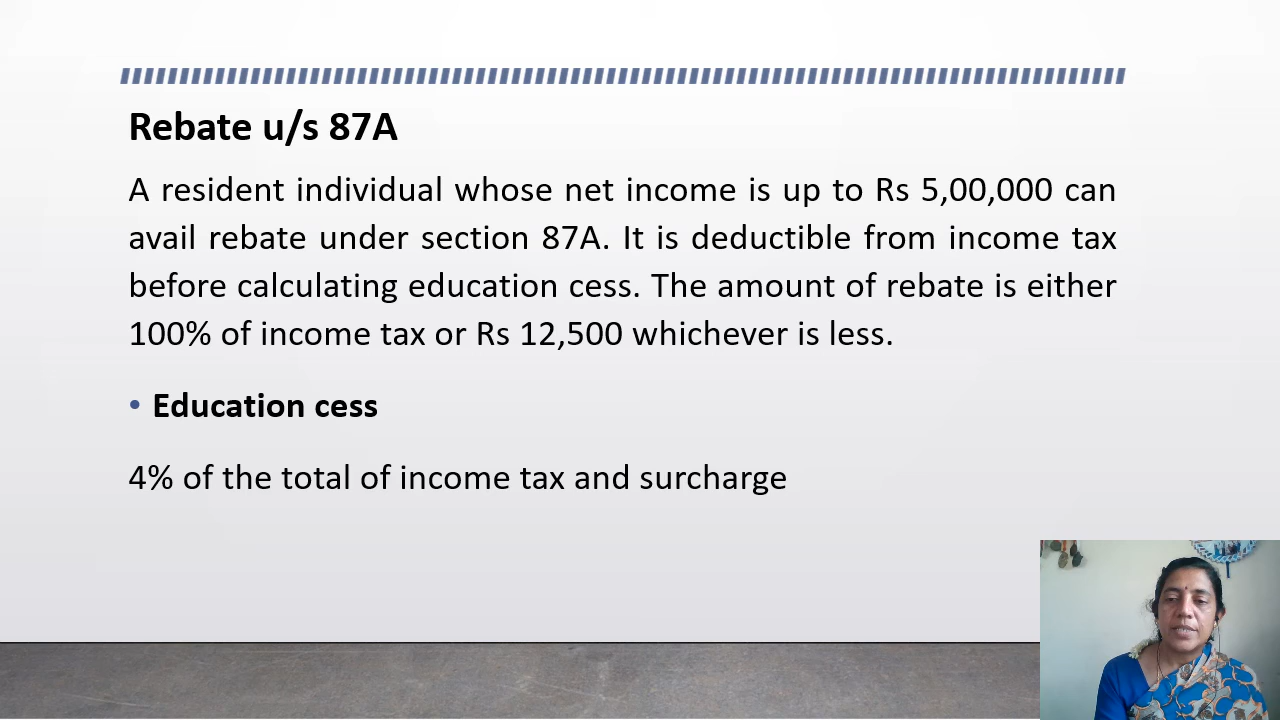 Rebate u/s 87A
A resident individual whose net income is up to Rs 5,00,000 can
avail rebate under section 87A. It is deductible from income tax
before calculating education cess. The amount of rebate is either
100% of income tax or Rs 12,500 whichever is less.
• Education cess
4% of the total of income tax and surcharge